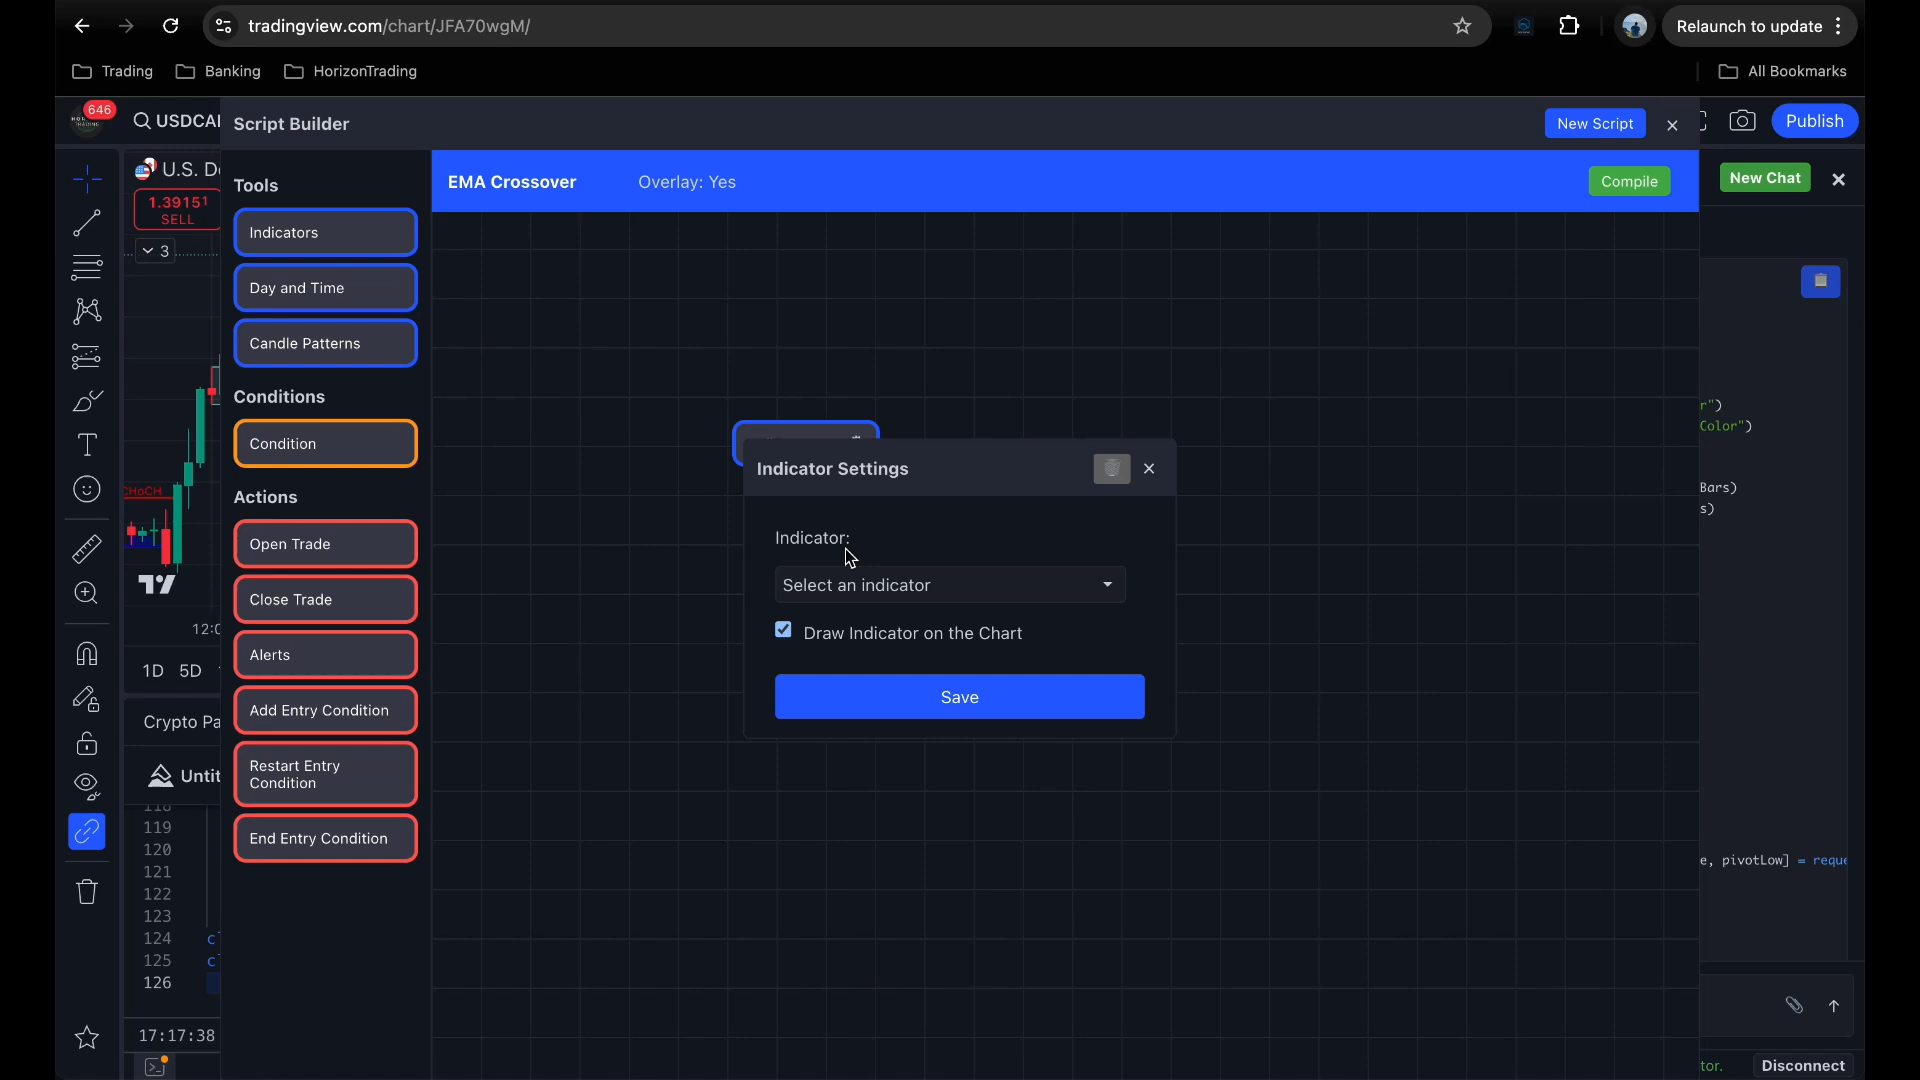 tradingview.com/chart/JFA70wgM/
Relaunch to update
Trading
Banking
HorizonTrading
All Bookmarks
646
USDCA
Script Builder
New Script
Publish
U.S. Do
1.39151
SELL
3
Tools
Indicators
Day and Time
Candle Patterns
Conditions
Condition
Actions
Open Trade
Close Trade
Alerts
Add Entry Condition
Restart Entry
Condition
End Entry Condition
EMA Crossover
Overlay: Yes
Compile
New Chat
Indicator Settings
Indicator:
Select an indicator
Draw Indicator on the Chart
Save
CHoCH
12:0
1D 5D
Crypto Pa
Untit
118
119
120
121
122
123
124
125
126
17:17:38
r")
Color")
Bars)
s)
e, pivotLow] = reque
tor.
Disconnect